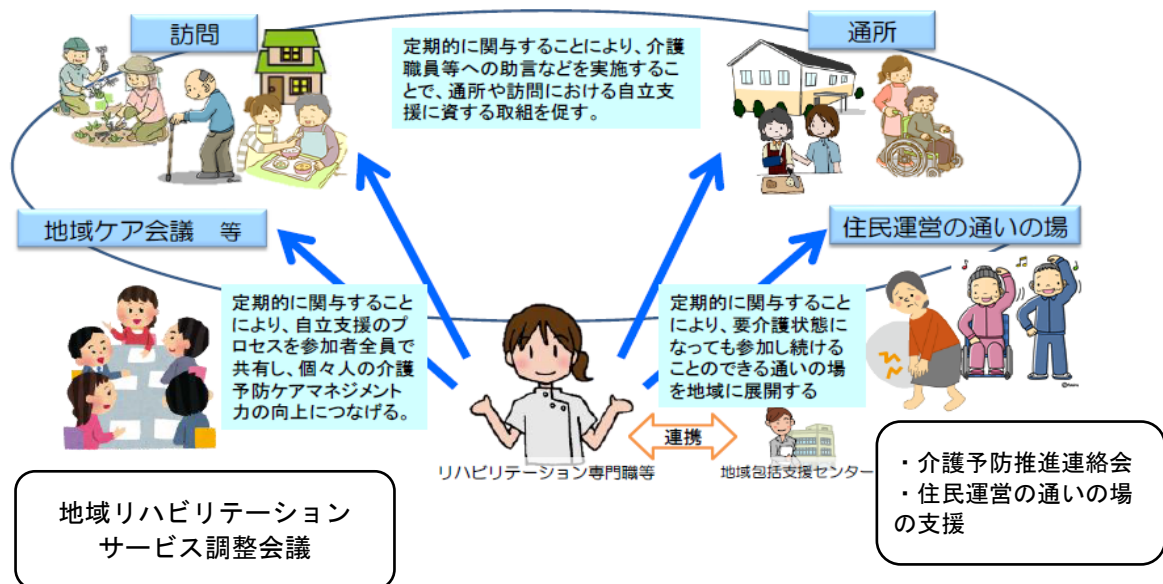 訪問
定期的に関与することにより、介護
職員等への助言などを実施するこ
とで、通所や訪問における自立支
援に資する取組を促す。
通所
地域ケア会議　等
住民運営の通いの場
定期的に関与すること
により、自立支援のプ
ロセスを参加者全員で
共有し、個々人の介護
予防ケアマネジメント
力の向上につなげる。
定期的に関与すること
により、要介護状態に
なっても参加し続ける
ことのできる通いの場
を地域に展開する
連携
リハビリテーション専門職等
地域包括支援センター
地域リハビリテーション
サービス調整会議
・介護予防推進連絡会
・住民運営の通いの場
の支援